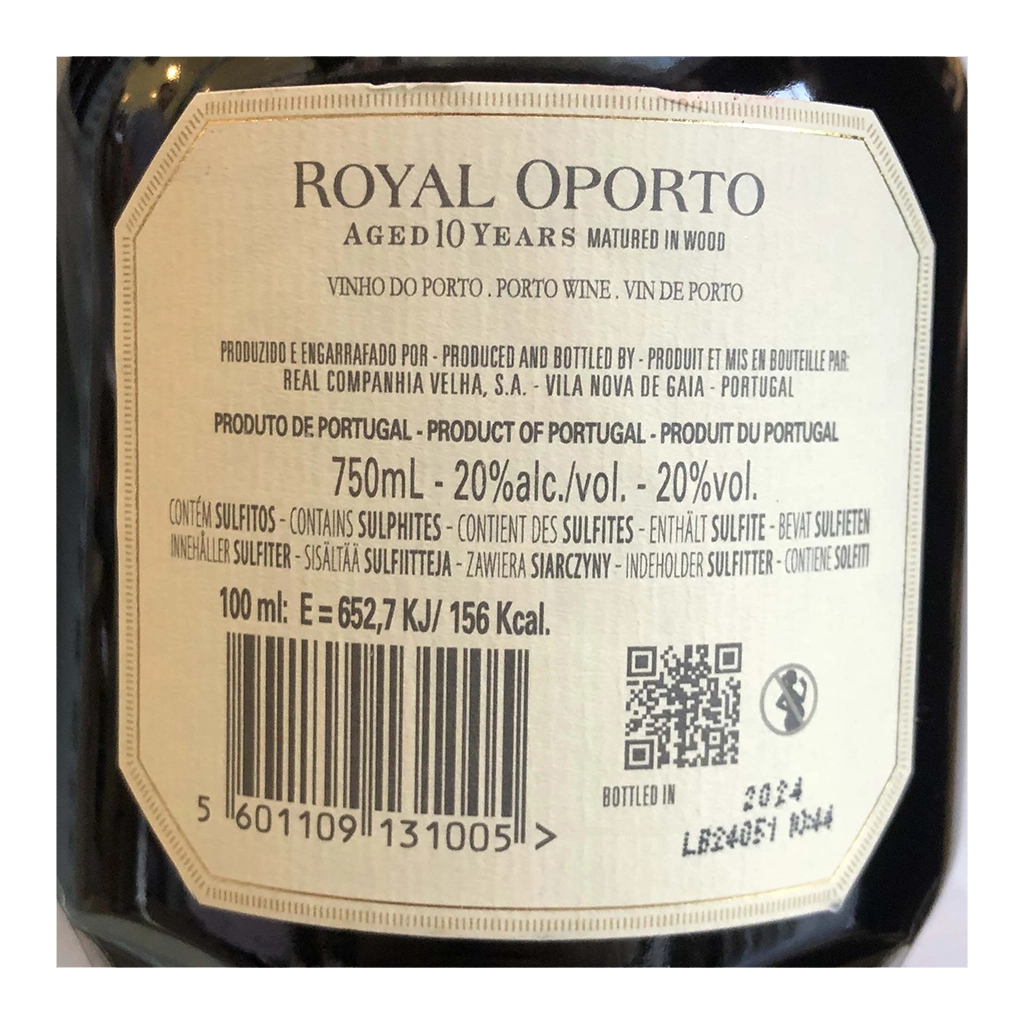 ROYAL OPORTO
AGED 10 YEARS MATURED IN WOOD
VINHO DO PORTO . PORTO WINE . VIN DE PORTO
PRODUZIDO E ENGARRAFADO POR - PRODUCED AND BOTTLED BY - PRODUIT ET MIS EN BOUTEILLE PAR:
REAL COMPANHIA VELHA, S.A. - VILA NOVA DE GAIA - PORTUGAL
PRODUTO DE PORTUGAL - PRODUCT OF PORTUGAL - PRODUIT DU PORTUGAL
750mL - 20%alc./vol. - 20%vol.
CONTÉM SULFITOS - CONTAINS SULPHITES - CONTIENT DES SULFITES - ENTHÄLT SULFITE - BEVAT SULFIETEN
INNEHÅLLER SULFITER - SISÄLTÄÄ SULFIITTEJA - ZAWIERA SIARCZYNY - INDEHOLDER SULFITTER - CONTIENE SOLFITI
100 ml: E = 652,7 KJ/ 156 Kcal.
5 601109 131005 >
BOTTLED IN 2024
LB24051 10:44